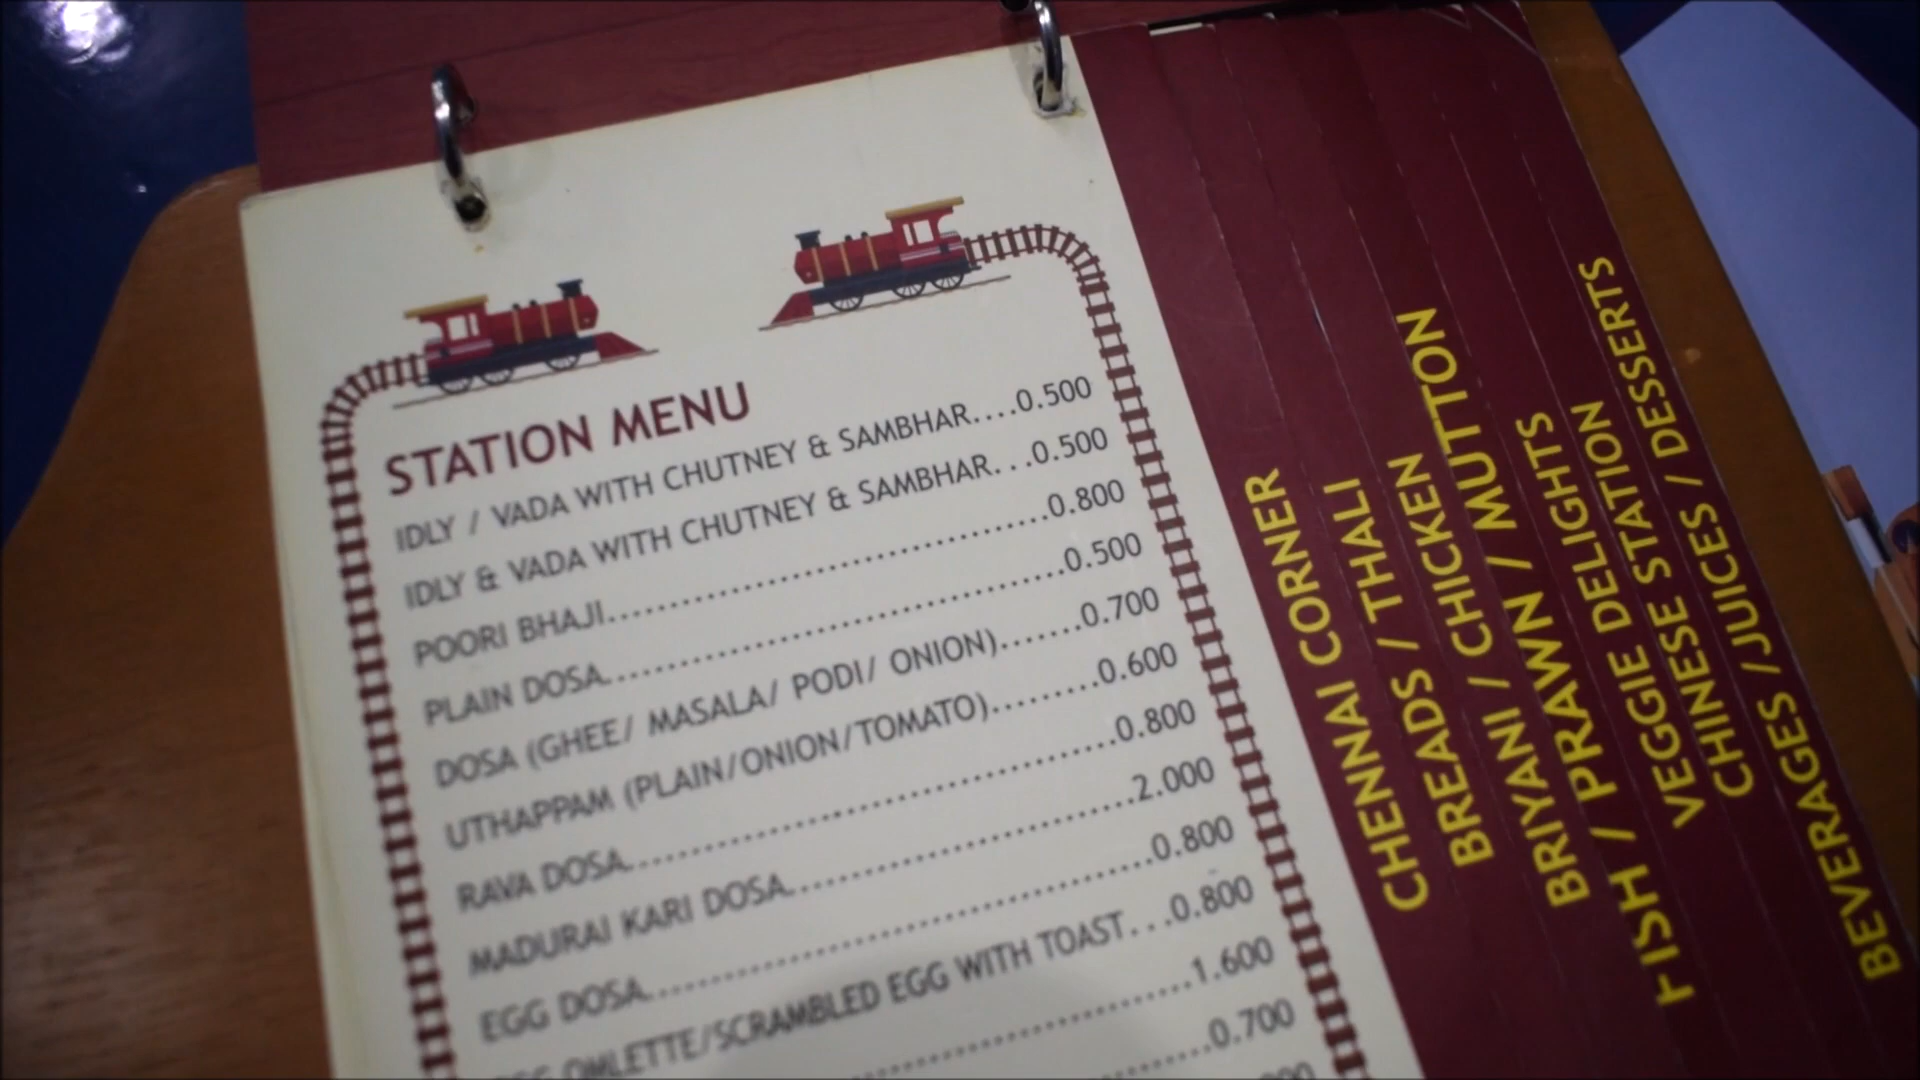 STATION MENU
IDLY / VADA WITH CHUTNEY & SAMBHAR....0.500
IDLY & VADA WITH CHUTNEY & SAMBHAR...0.500
POORI BHAJI..............................0.800
PLAIN DOSA...............................0.500
DOSA (GHEE/ MASALA/ PODI/ ONION).......0.700
UTHAPPAM (PLAIN/ONION/TOMATO).........0.600
RAVA DOSA................................0.800
MADURAI KARI DOSA......................2.000
EGG DOSA.................................0.800
OMLETTE/SCRAMBLED EGG WITH TOAST...0.800
1.600
0.700
CHENNAI CORNER
BREADS / THALI
BRIYANI / CHICKEN
FISH / PRAWN / MUTTON
VEGGIE DELIGHTS
CHINESE STATION
BEVERAGES / JUICES / DESSERTS